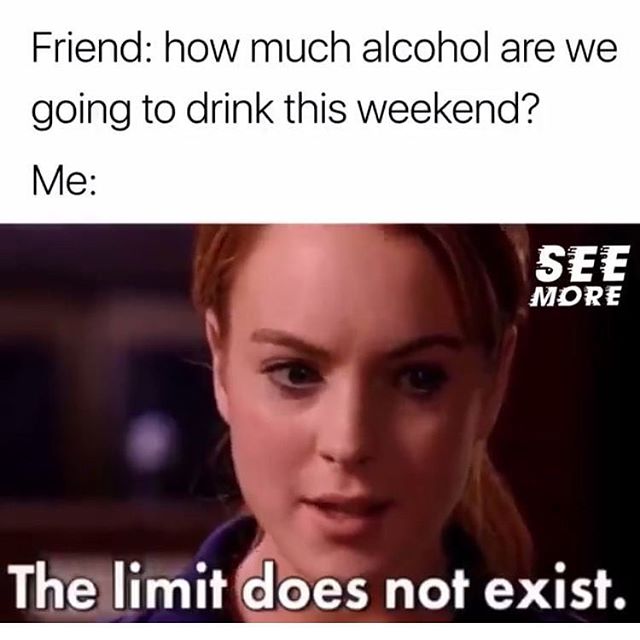 Friend: how much alcohol are we
going to drink this weekend?
Me:
SEE
MORE
The limit does not exist.